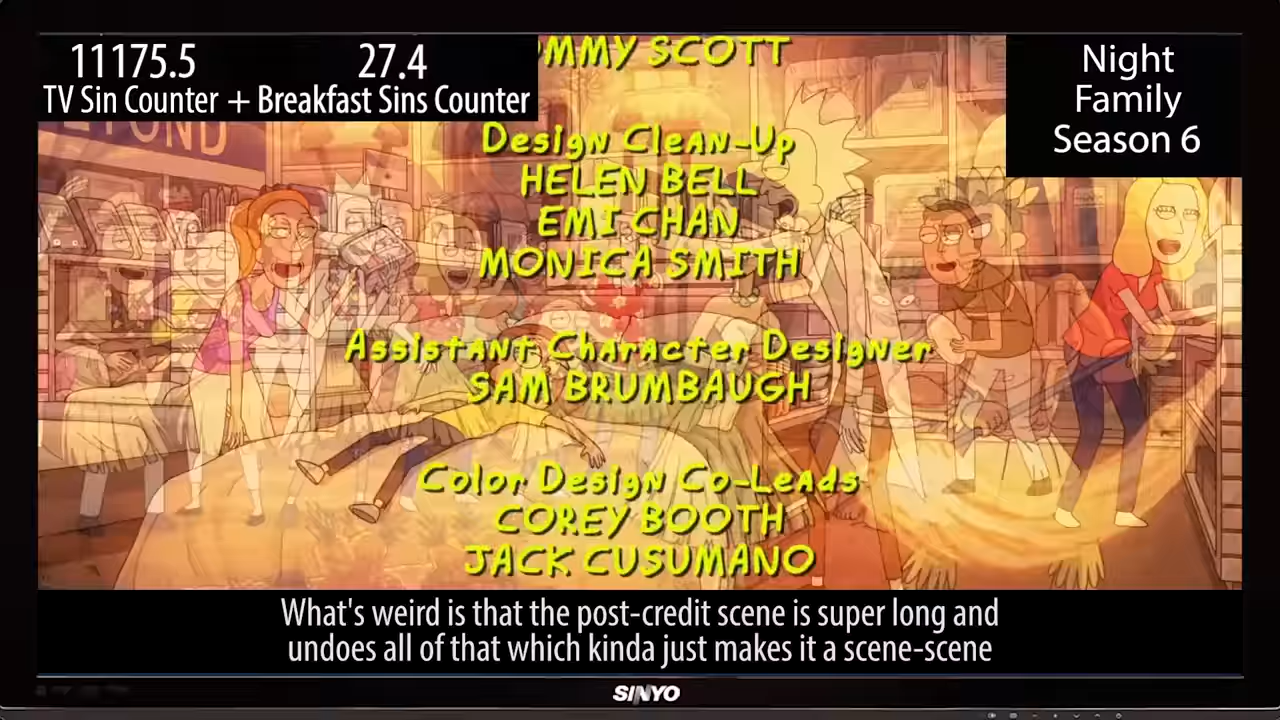 11175.5
27.4
TV Sin Counter + Breakfast Sins Counter
Night
Family
Season 6
OMMY SCOTT
YOND
Design Clean-Up
HELEN BELL
EMI CHAN
MONICA SMITH
Assistant Character Designer
SAM BRUMBAUGH
Color Design Co-Leads
COREY BOOTH
JACK CUSUMANO
What's weird is that the post-credit scene is super long and
undoes all of that which kinda just makes it a scene-scene
SINYO